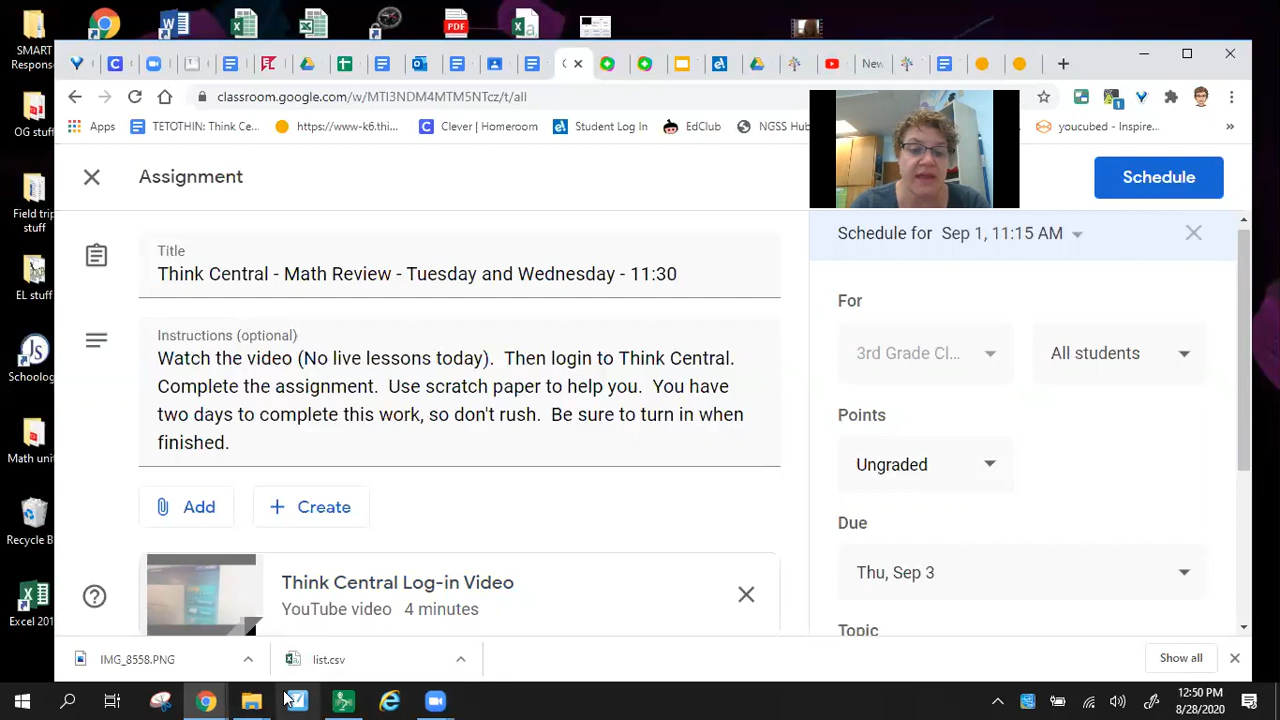 SMART
Respons
PDF
New
classroom.google.com/w/MTI3NDM4MTM5NTcz/t/all
Apps
TETOTHIN: Think Ce...
https://www-k6.thi...
Clever | Homeroom
Student Log In
EdClub
NGSS Hub
youcubed - Inspire...
»
OG stuff
Field trip
stuff
EL stuff
Schoolog
Math uni
Recycle B
Excel 201
Assignment
Schedule
Title
Think Central - Math Review - Tuesday and Wednesday - 11:30
Instructions (optional)
Watch the video (No live lessons today). Then login to Think Central.
Complete the assignment. Use scratch paper to help you. You have
two days to complete this work, so don't rush. Be sure to turn in when
finished.
Add
Create
Think Central Log-in Video
YouTube video 4 minutes
Schedule for Sep 1, 11:15 AM
For
3rd Grade Cl...
All students
Points
Ungraded
Due
Thu, Sep 3
Topic
IMG_8558.PNG
list.csv
Show all
12:50 PM
8/28/2020